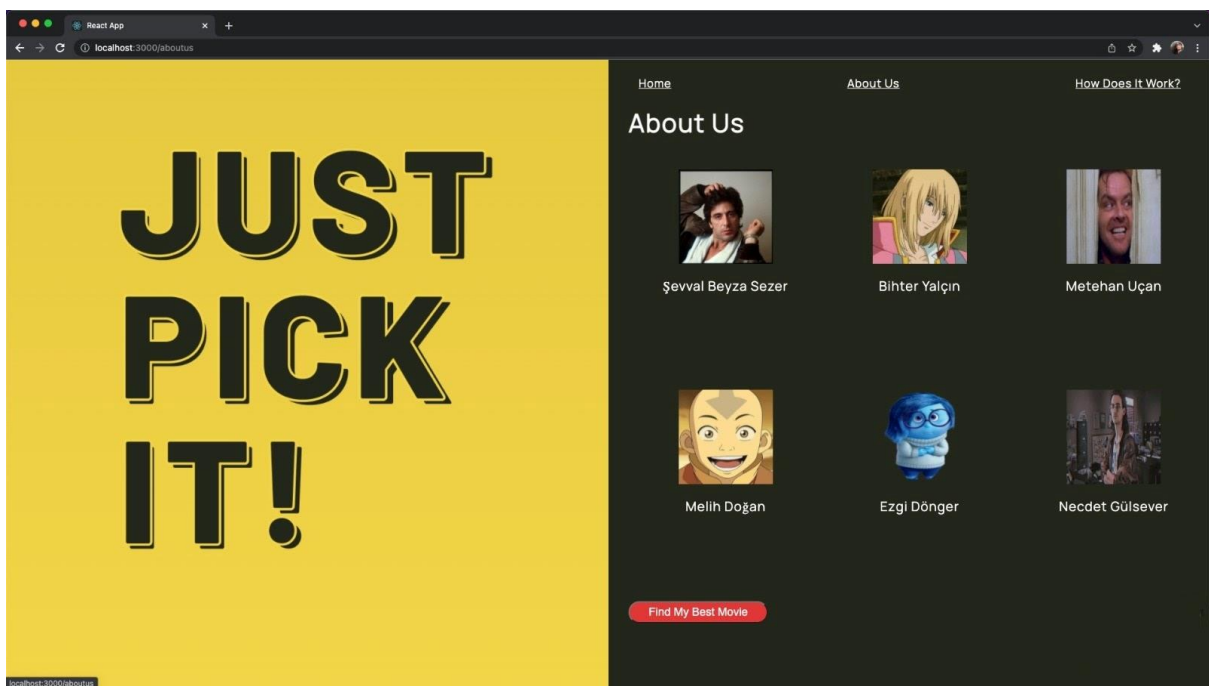 React App
localhost:3000/aboutus
JUST
PICK
IT!
Home About Us How Does It Work?
About Us
Şevval Beyza Sezer Bihter Yalçın Metehan Uçan
Melih Doğan Ezgi Dönger Necdet Gülsever
Find My Best Movie
localhost:3000/aboutus